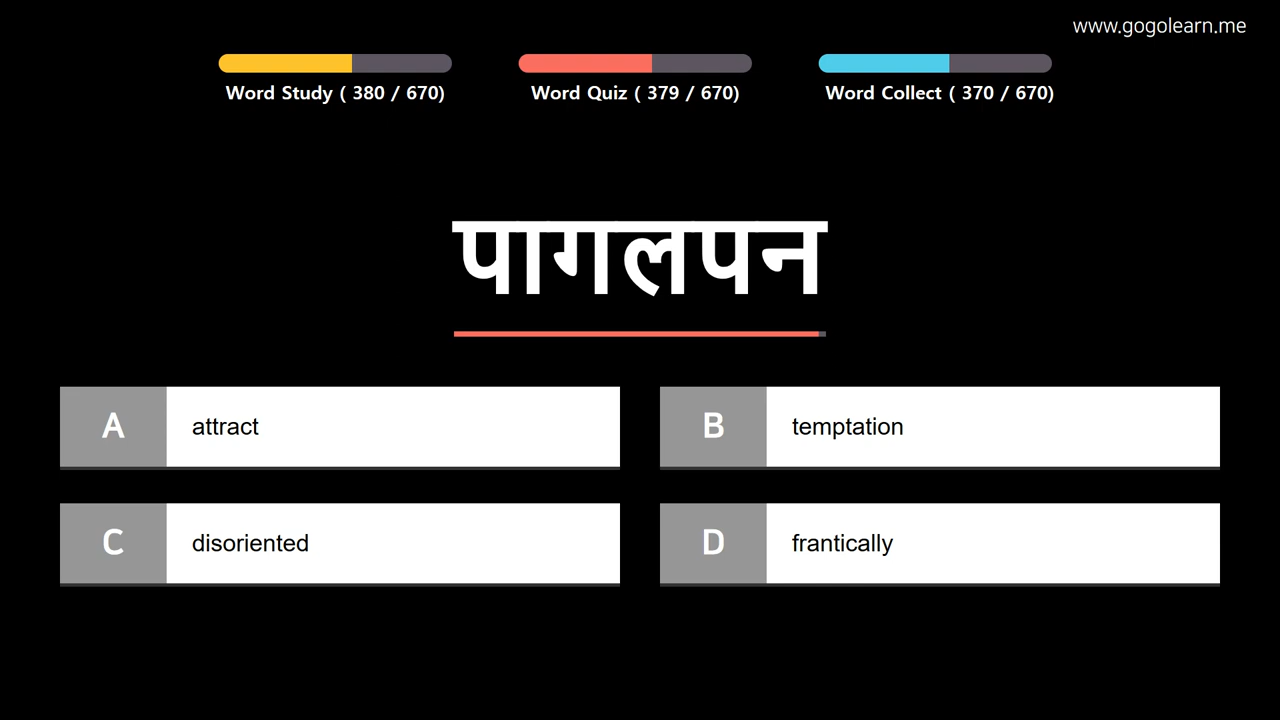 www.gogolearn.me
Word Study ( 380 / 670)
Word Quiz ( 379 / 670)
Word Collect ( 370 / 670)
पागलपन
A attract
B temptation
C disoriented
D frantically